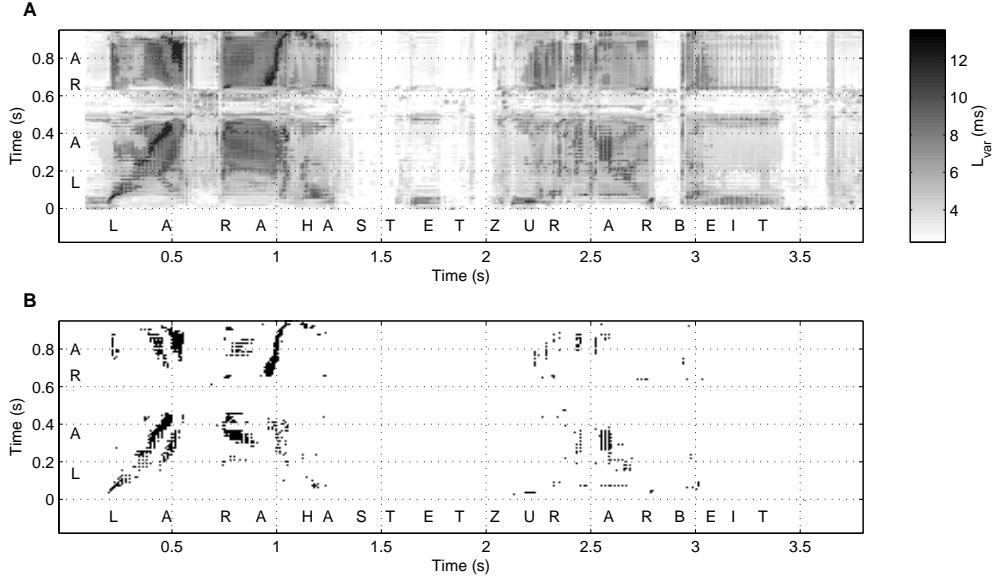 A
0.8
0.6
0.4
0.2
0
Time (s)
A
R
A
L
L A R A H A S T E T Z U R A R B E I T
0.5 1 1.5 2 2.5 3 3.5
Time (s)
12
10
8
6
4
L_var (ms)
B
0.8
0.6
0.4
0.2
0
Time (s)
A
R
A
L
L A R A H A S T E T Z U R A R B E I T
0.5 1 1.5 2 2.5 3 3.5
Time (s)